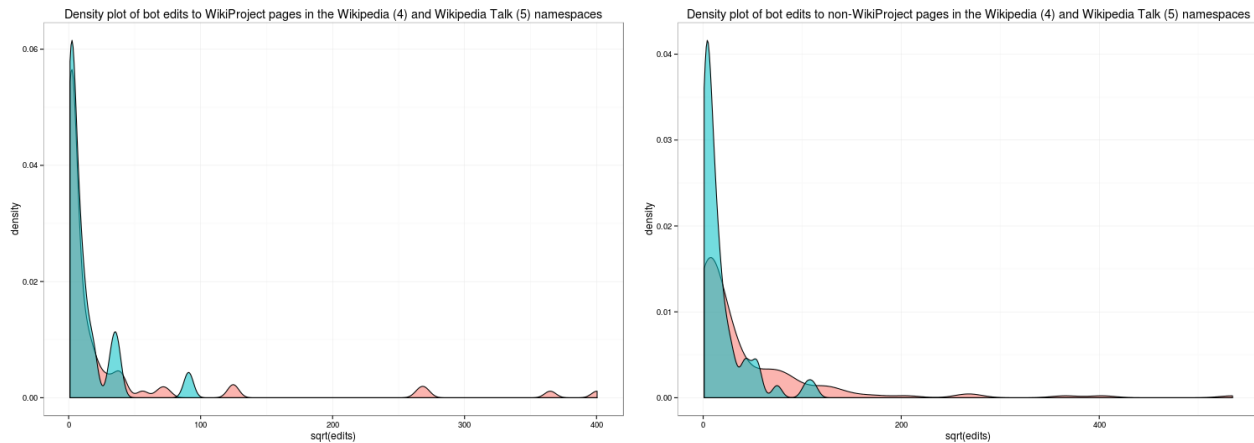 Density plot of bot edits to WikiProject pages in the Wikipedia (4) and Wikipedia Talk (5) namespaces
0.06
0.04
0.02
0.00
density
0
100
200
300
400
sqrt(edits)
Density plot of bot edits to non-WikiProject pages in the Wikipedia (4) and Wikipedia Talk (5) namespaces
0.04
0.03
0.02
0.01
0.00
density
0
200
400
sqrt(edits)